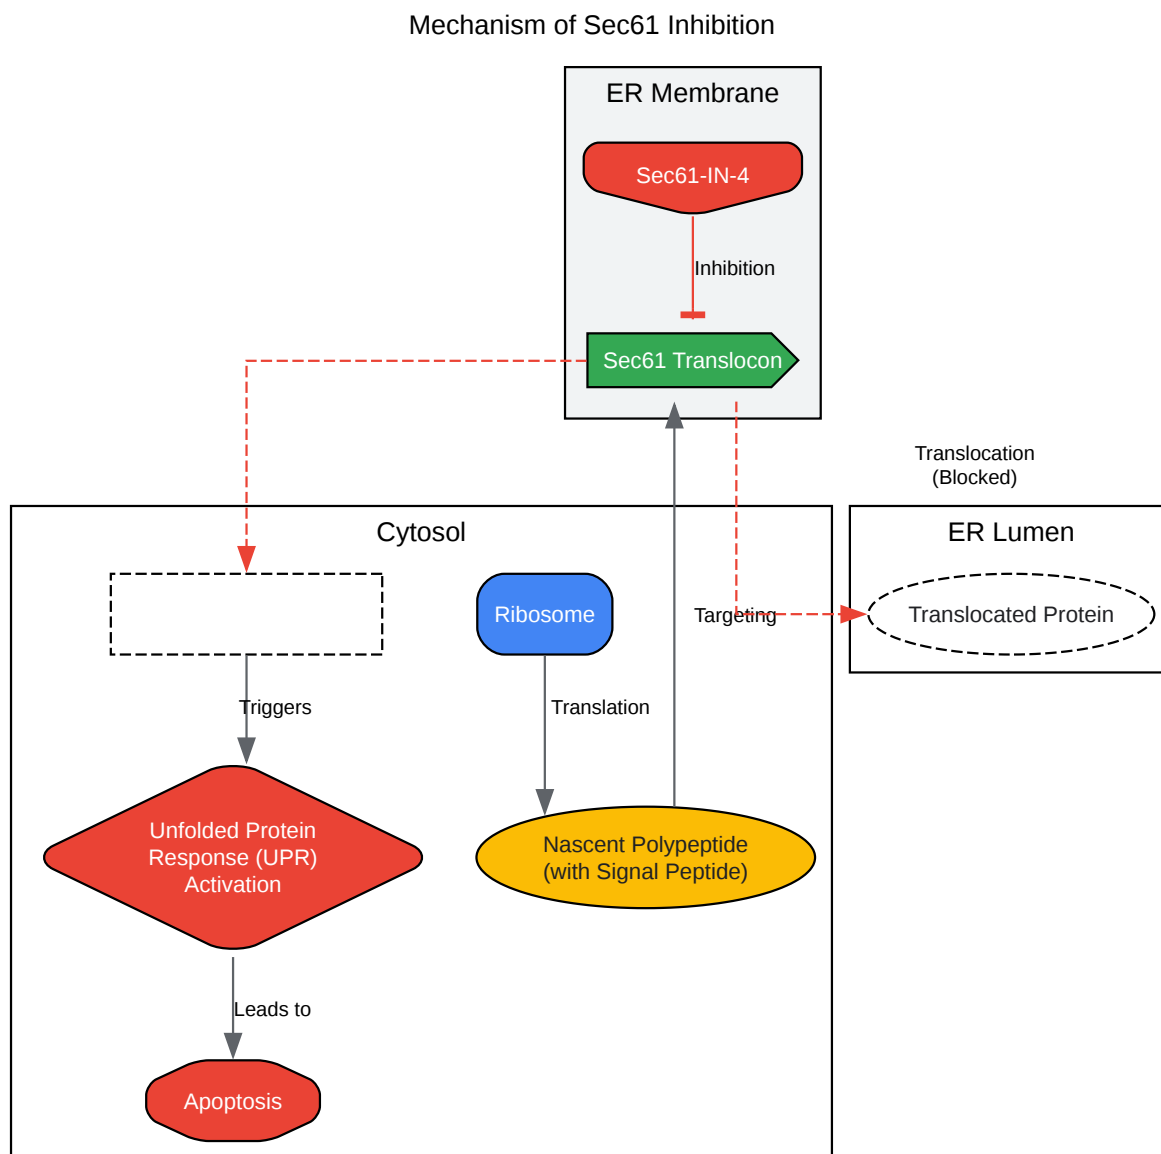 Mechanism of Sec61 Inhibition
ER Membrane
Sec61-IN-4
Inhibition
Sec61 Translocon
Translocation
(Blocked)
Cytosol
ER Lumen
Ribosome
Targeting
Translocated Protein
Triggers
Translation
Unfolded Protein
Response (UPR)
Activation
Nascent Polypeptide
(with Signal Peptide)
Leads to
Apoptosis